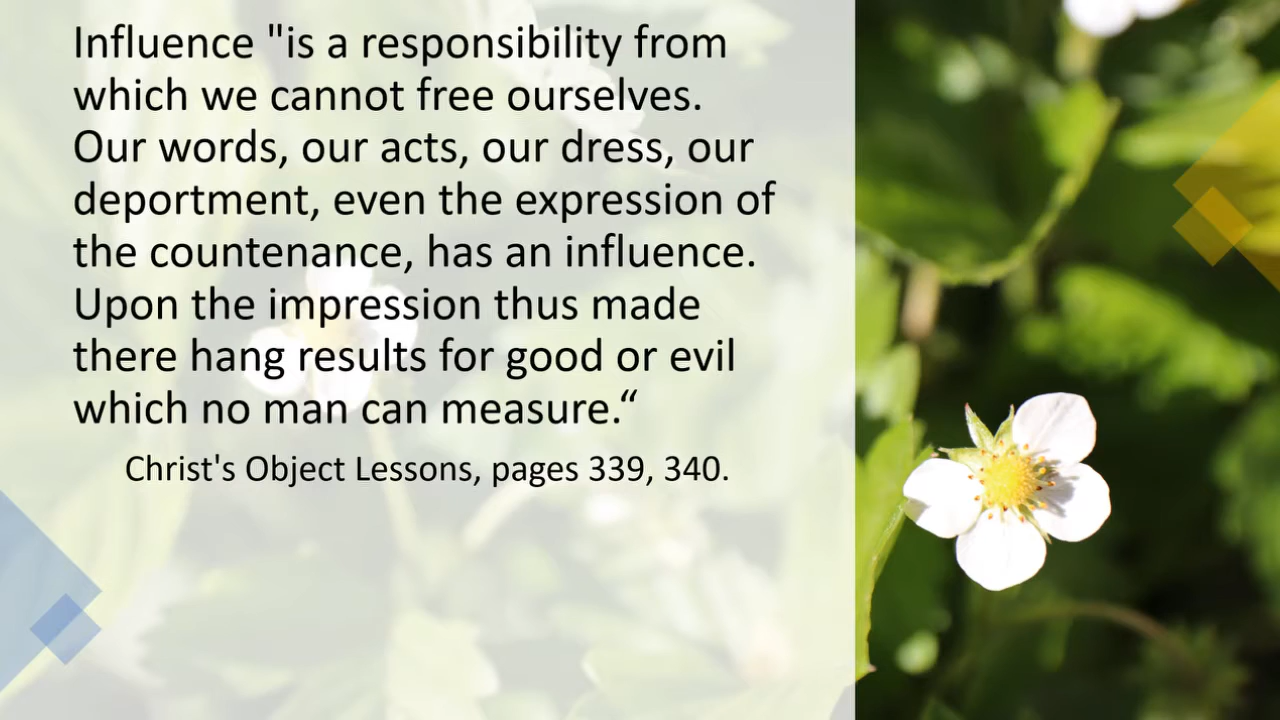 Influence "is a responsibility from
which we cannot free ourselves.
Our words, our acts, our dress, our
deportment, even the expression of
the countenance, has an influence.
Upon the impression thus made
there hang results for good or evil
which no man can measure.“
Christ's Object Lessons, pages 339, 340.